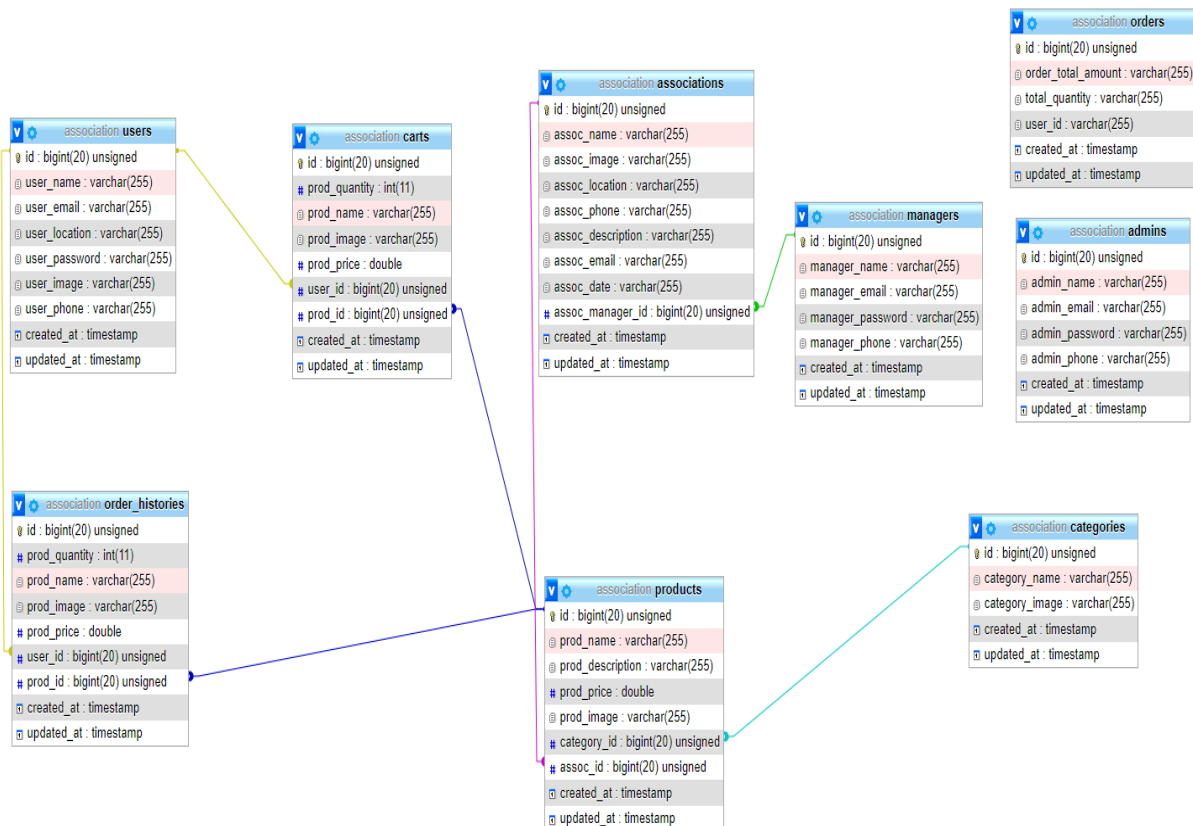 association users
id : bigint(20) unsigned
user_name : varchar(255)
user_email : varchar(255)
user_location : varchar(255)
user_password : varchar(255)
user_image : varchar(255)
user_phone : varchar(255)
created_at : timestamp
updated_at : timestamp
association carts
id : bigint(20) unsigned
prod_quantity : int(11)
prod_name : varchar(255)
prod_image : varchar(255)
prod_price : double
user_id : bigint(20) unsigned
prod_id : bigint(20) unsigned
created_at : timestamp
updated_at : timestamp
association associations
id : bigint(20) unsigned
assoc_name : varchar(255)
assoc_image : varchar(255)
assoc_location : varchar(255)
assoc_phone : varchar(255)
assoc_description : varchar(255)
assoc_email : varchar(255)
assoc_date : varchar(255)
assoc_manager_id : bigint(20) unsigned
created_at : timestamp
updated_at : timestamp
association managers
id : bigint(20) unsigned
manager_name : varchar(255)
manager_email : varchar(255)
manager_password : varchar(255)
manager_phone : varchar(255)
created_at : timestamp
updated_at : timestamp
association orders
id : bigint(20) unsigned
order_total_amount : varchar(255)
total_quantity : varchar(255)
user_id : varchar(255)
created_at : timestamp
updated_at : timestamp
association admins
id : bigint(20) unsigned
admin_name : varchar(255)
admin_email : varchar(255)
admin_password : varchar(255)
admin_phone : varchar(255)
created_at : timestamp
updated_at : timestamp
association order_histories
id : bigint(20) unsigned
prod_quantity : int(11)
prod_name : varchar(255)
prod_image : varchar(255)
prod_price : double
user_id : bigint(20) unsigned
prod_id : bigint(20) unsigned
created_at : timestamp
updated_at : timestamp
association products
id : bigint(20) unsigned
prod_name : varchar(255)
prod_description : varchar(255)
prod_price : double
prod_image : varchar(255)
category_id : bigint(20) unsigned
assoc_id : bigint(20) unsigned
created_at : timestamp
updated_at : timestamp
association categories
id : bigint(20) unsigned
category_name : varchar(255)
category_image : varchar(255)
created_at : timestamp
updated_at : timestamp